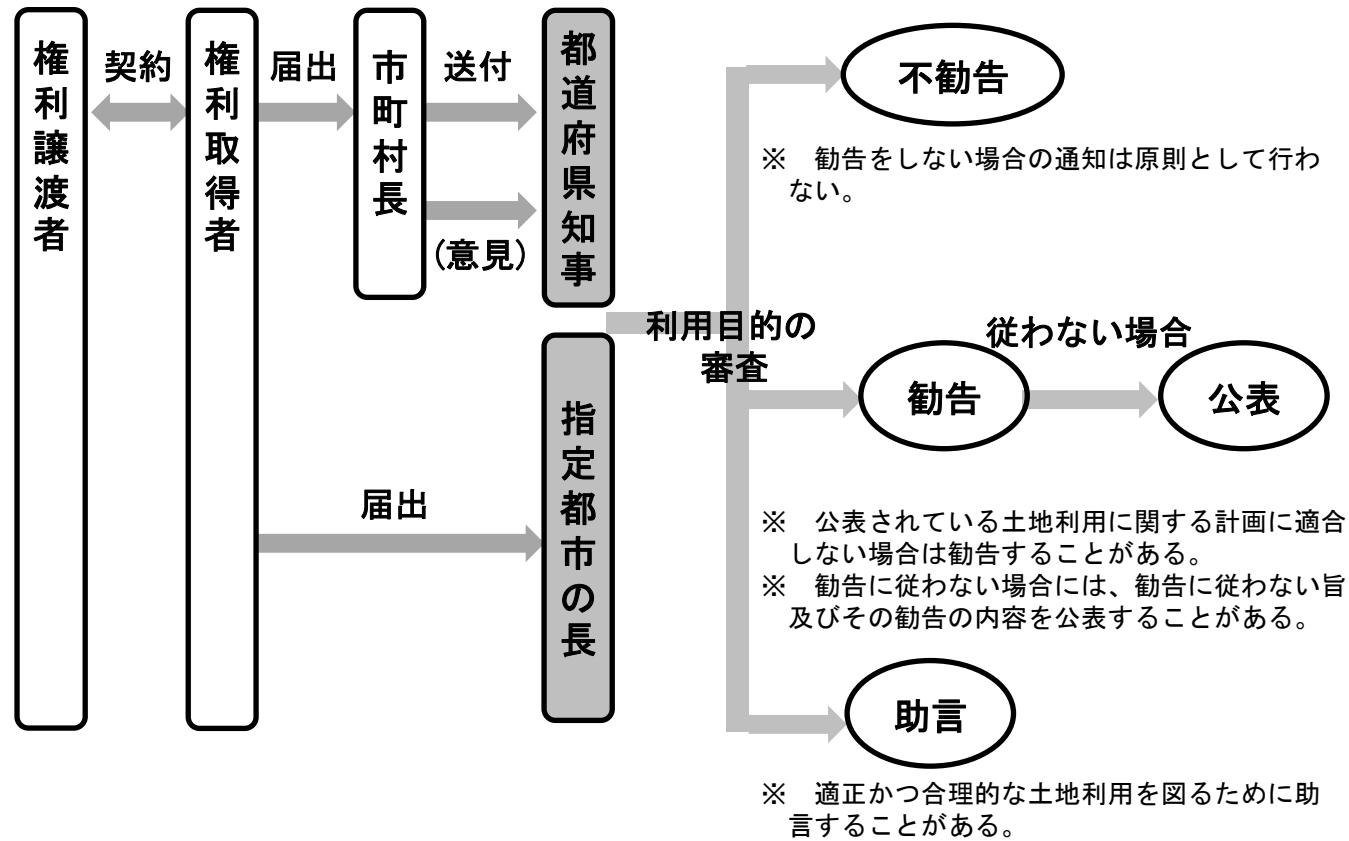 権利譲渡者
契約
権利取得者
届出
市町村長
送付
(意見)
都道府県知事
届出
指定都市の長
利用目的の
審査
不勧告
※　勧告をしない場合の通知は原則として行わ
ない。
勧告
従わない場合
公表
※　公表されている土地利用に関する計画に適合
しない場合は勧告することがある。
※　勧告に従わない場合には、勧告に従わない旨
及びその勧告の内容を公表することがある。
助言
※　適正かつ合理的な土地利用を図るために助
言することがある。